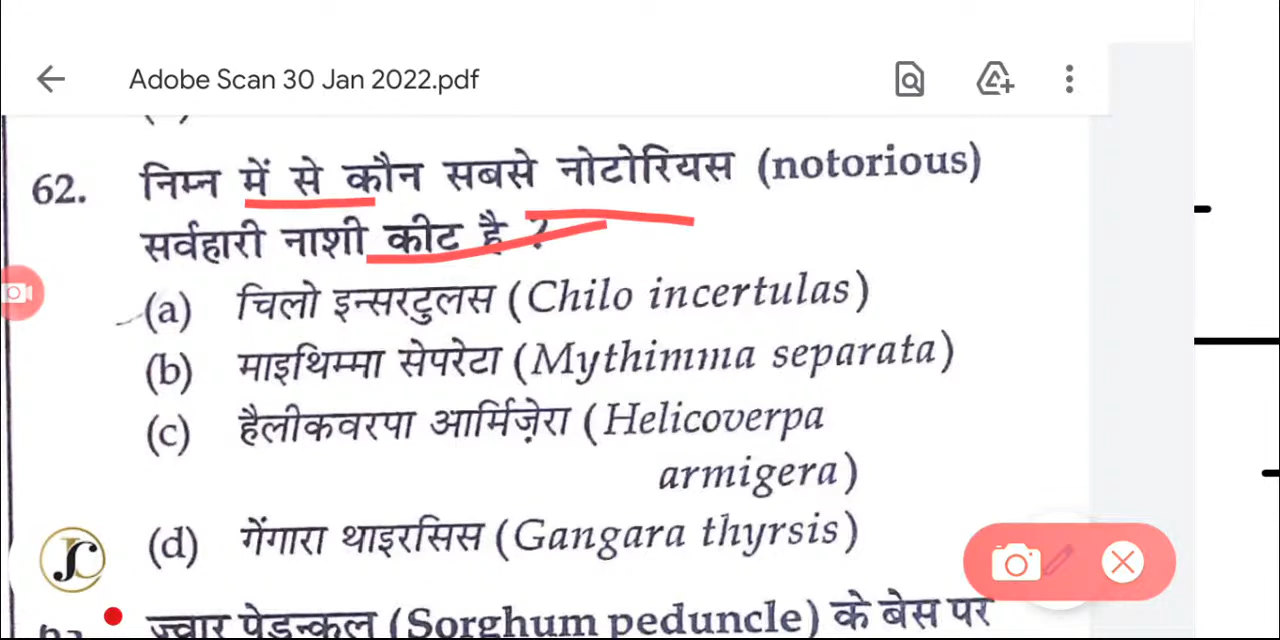 Adobe Scan 30 Jan 2022.pdf
62. निम्न में से कौन सबसे नोटोरियस (notorious)
सर्वहारी नाशी कीट है ?
(a) चिलो इन्सरटुलस (Chilo incertulas)
(b) माइथिम्मा सेपरेटा (Mythimma separata)
(c) हैलीकवरपा आर्मिज़ेरा (Helicoverpa
armigera)
(d) गेंगारा थाइरसिस (Gangara thyrsis)
ज्वार पेडन्कल (Sorghum peduncle) के बेस पर